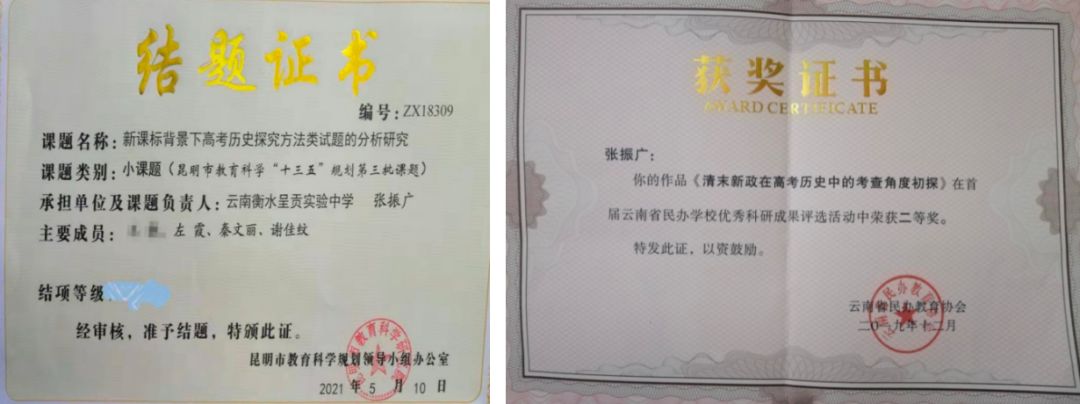 结题证书
编号：ZX18309
课题名称：新课标背景下高考历史探究方法类试题的分析研究
课题类别：小课题（昆明市教育科学“十三五”规划第三批课题）
承担单位及课题负责人：云南衡水呈贡实验中学 张振广
主要成员：左霞、秦文丽、谢佳蚊
结项等级
经审核，准予结题，特颁此证。
昆明市教育科学规划领导小组办公室
2021 年 5 月 10 日
获奖证书
AWARD CERTIFICATE
张振广：
你的作品《清末新政在高考历史中的考查角度初探》在首
届云南省民办学校优秀科研成果评选活动中荣获二等奖。
特发此证，以资鼓励。
云南省民办教育协会
二〇一九年十二月